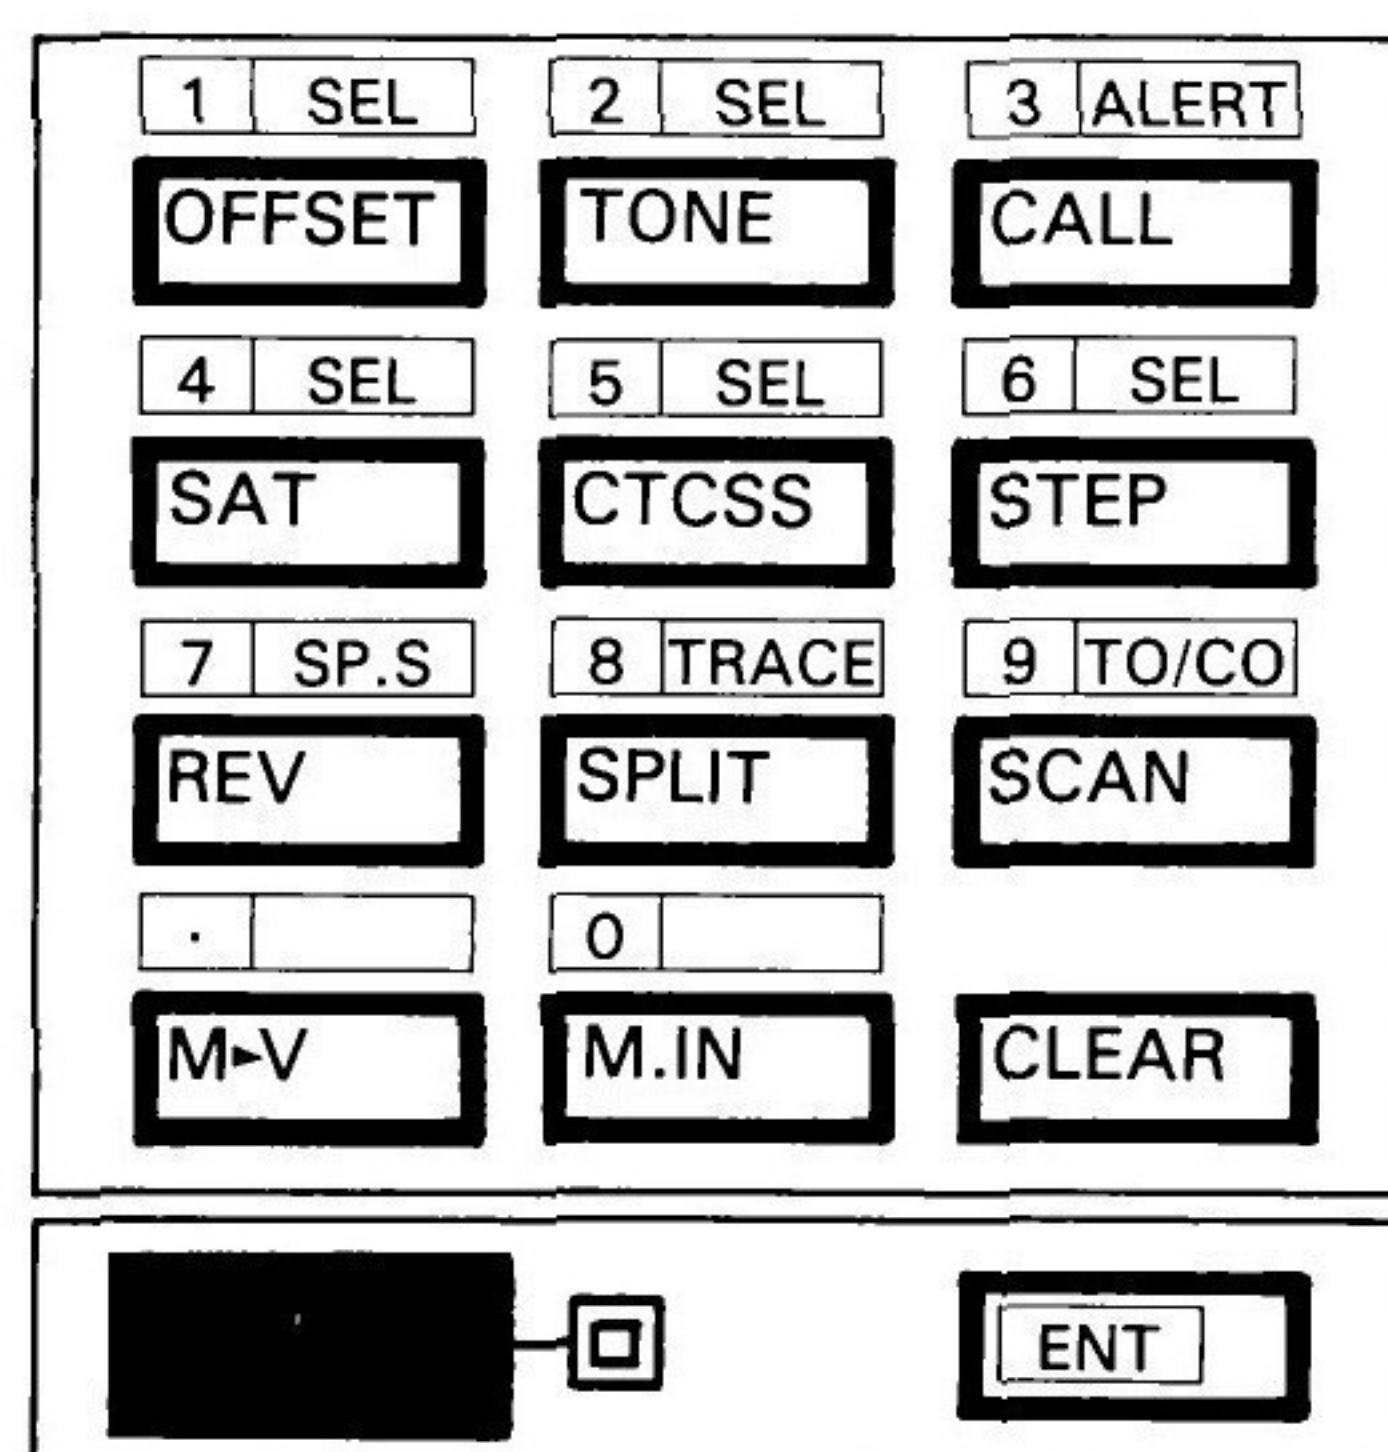 1 SEL 2 SEL 3 ALERT
OFFSET TONE CALL
4 SEL 5 SEL 6 SEL
SAT CTCSS STEP
7 SP.S 8 TRACE 9 TO/CO
REV SPLIT SCAN
· 0
M►V M.IN CLEAR
ENT